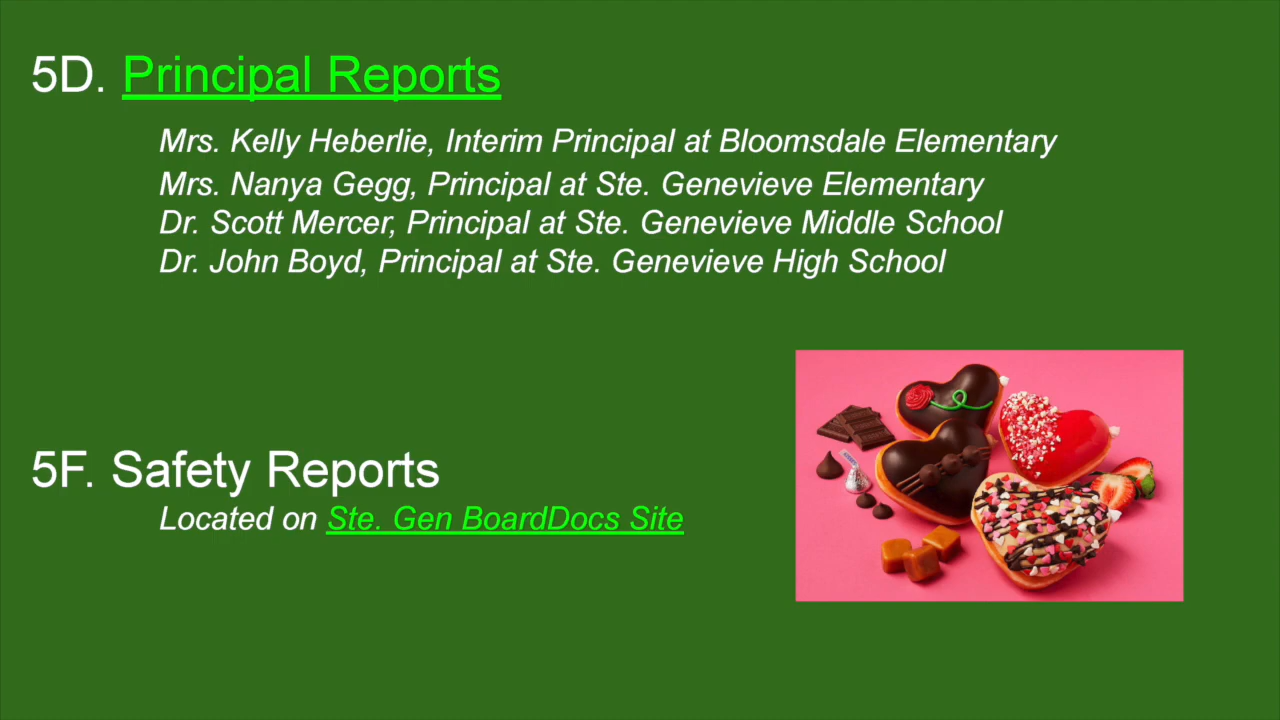 5D. Principal Reports
Mrs. Kelly Heberlie, Interim Principal at Bloomsdale Elementary
Mrs. Nanya Gegg, Principal at Ste. Genevieve Elementary
Dr. Scott Mercer, Principal at Ste. Genevieve Middle School
Dr. John Boyd, Principal at Ste. Genevieve High School
5F. Safety Reports
Located on Ste. Gen BoardDocs Site